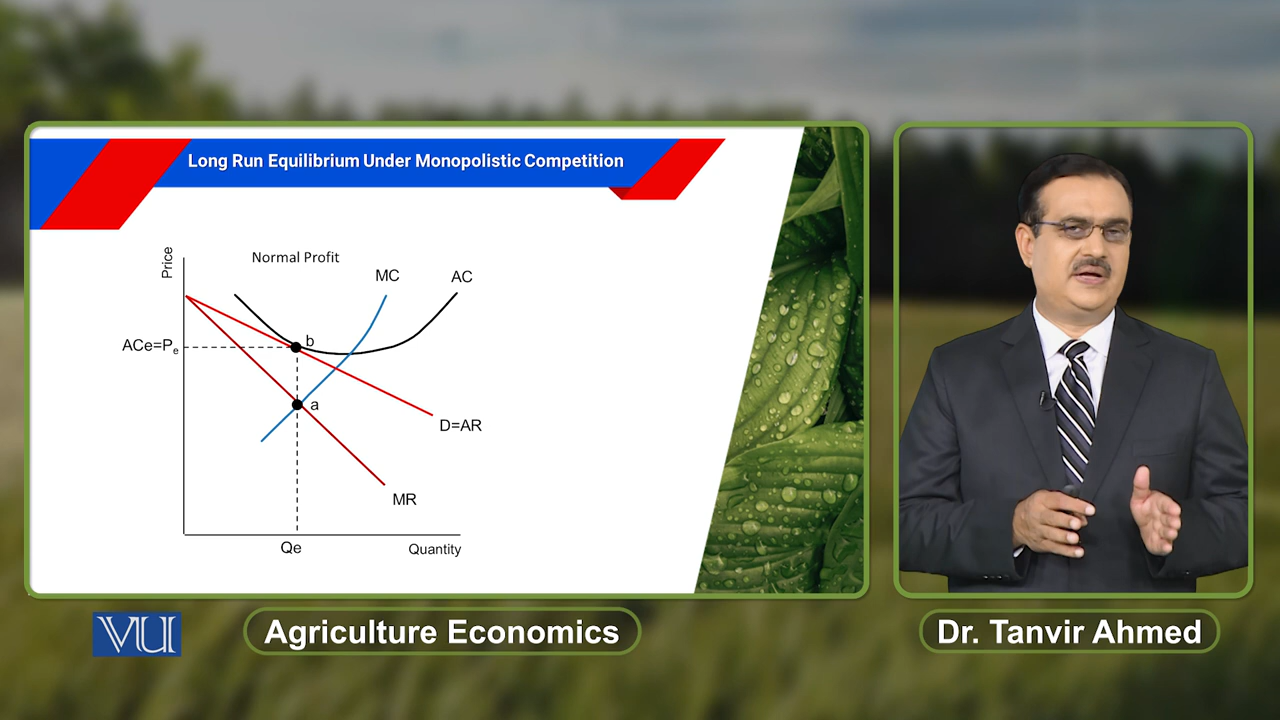 Long Run Equilibrium Under Monopolistic Competition
Price
Normal Profit
MC
AC
b
ACe=Pe
a
D=AR
MR
Qe
Quantity
VU
Agriculture Economics
Dr. Tanvir Ahmed